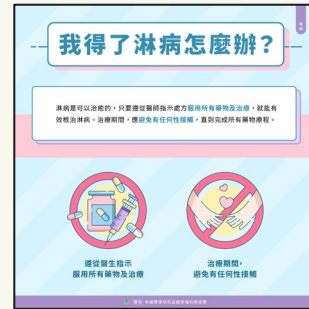 我得了淋病怎麼辦?
淋病是可以治癒的，只要遵從醫師指示處方服用所有藥物及治療，就能有
效根治淋病。治療期間，應避免有任何性接觸，直到完成所有藥物療程。
遵從醫生指示
服用所有藥物及治療
治療期間，
避免有任何性接觸